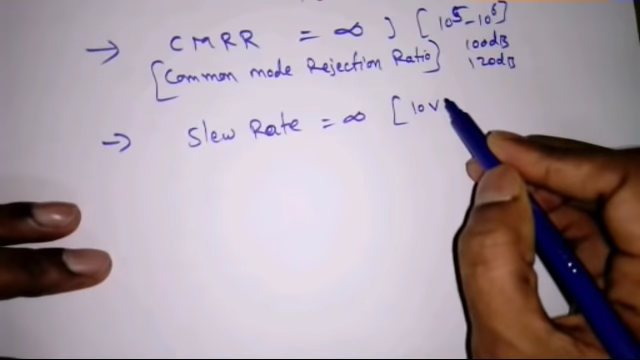 → CMRR = ∞ ) [10⁵-10⁶]
[Common mode Rejection Ratio] 100dB
120dB
→ Slew Rate = ∞ [10V